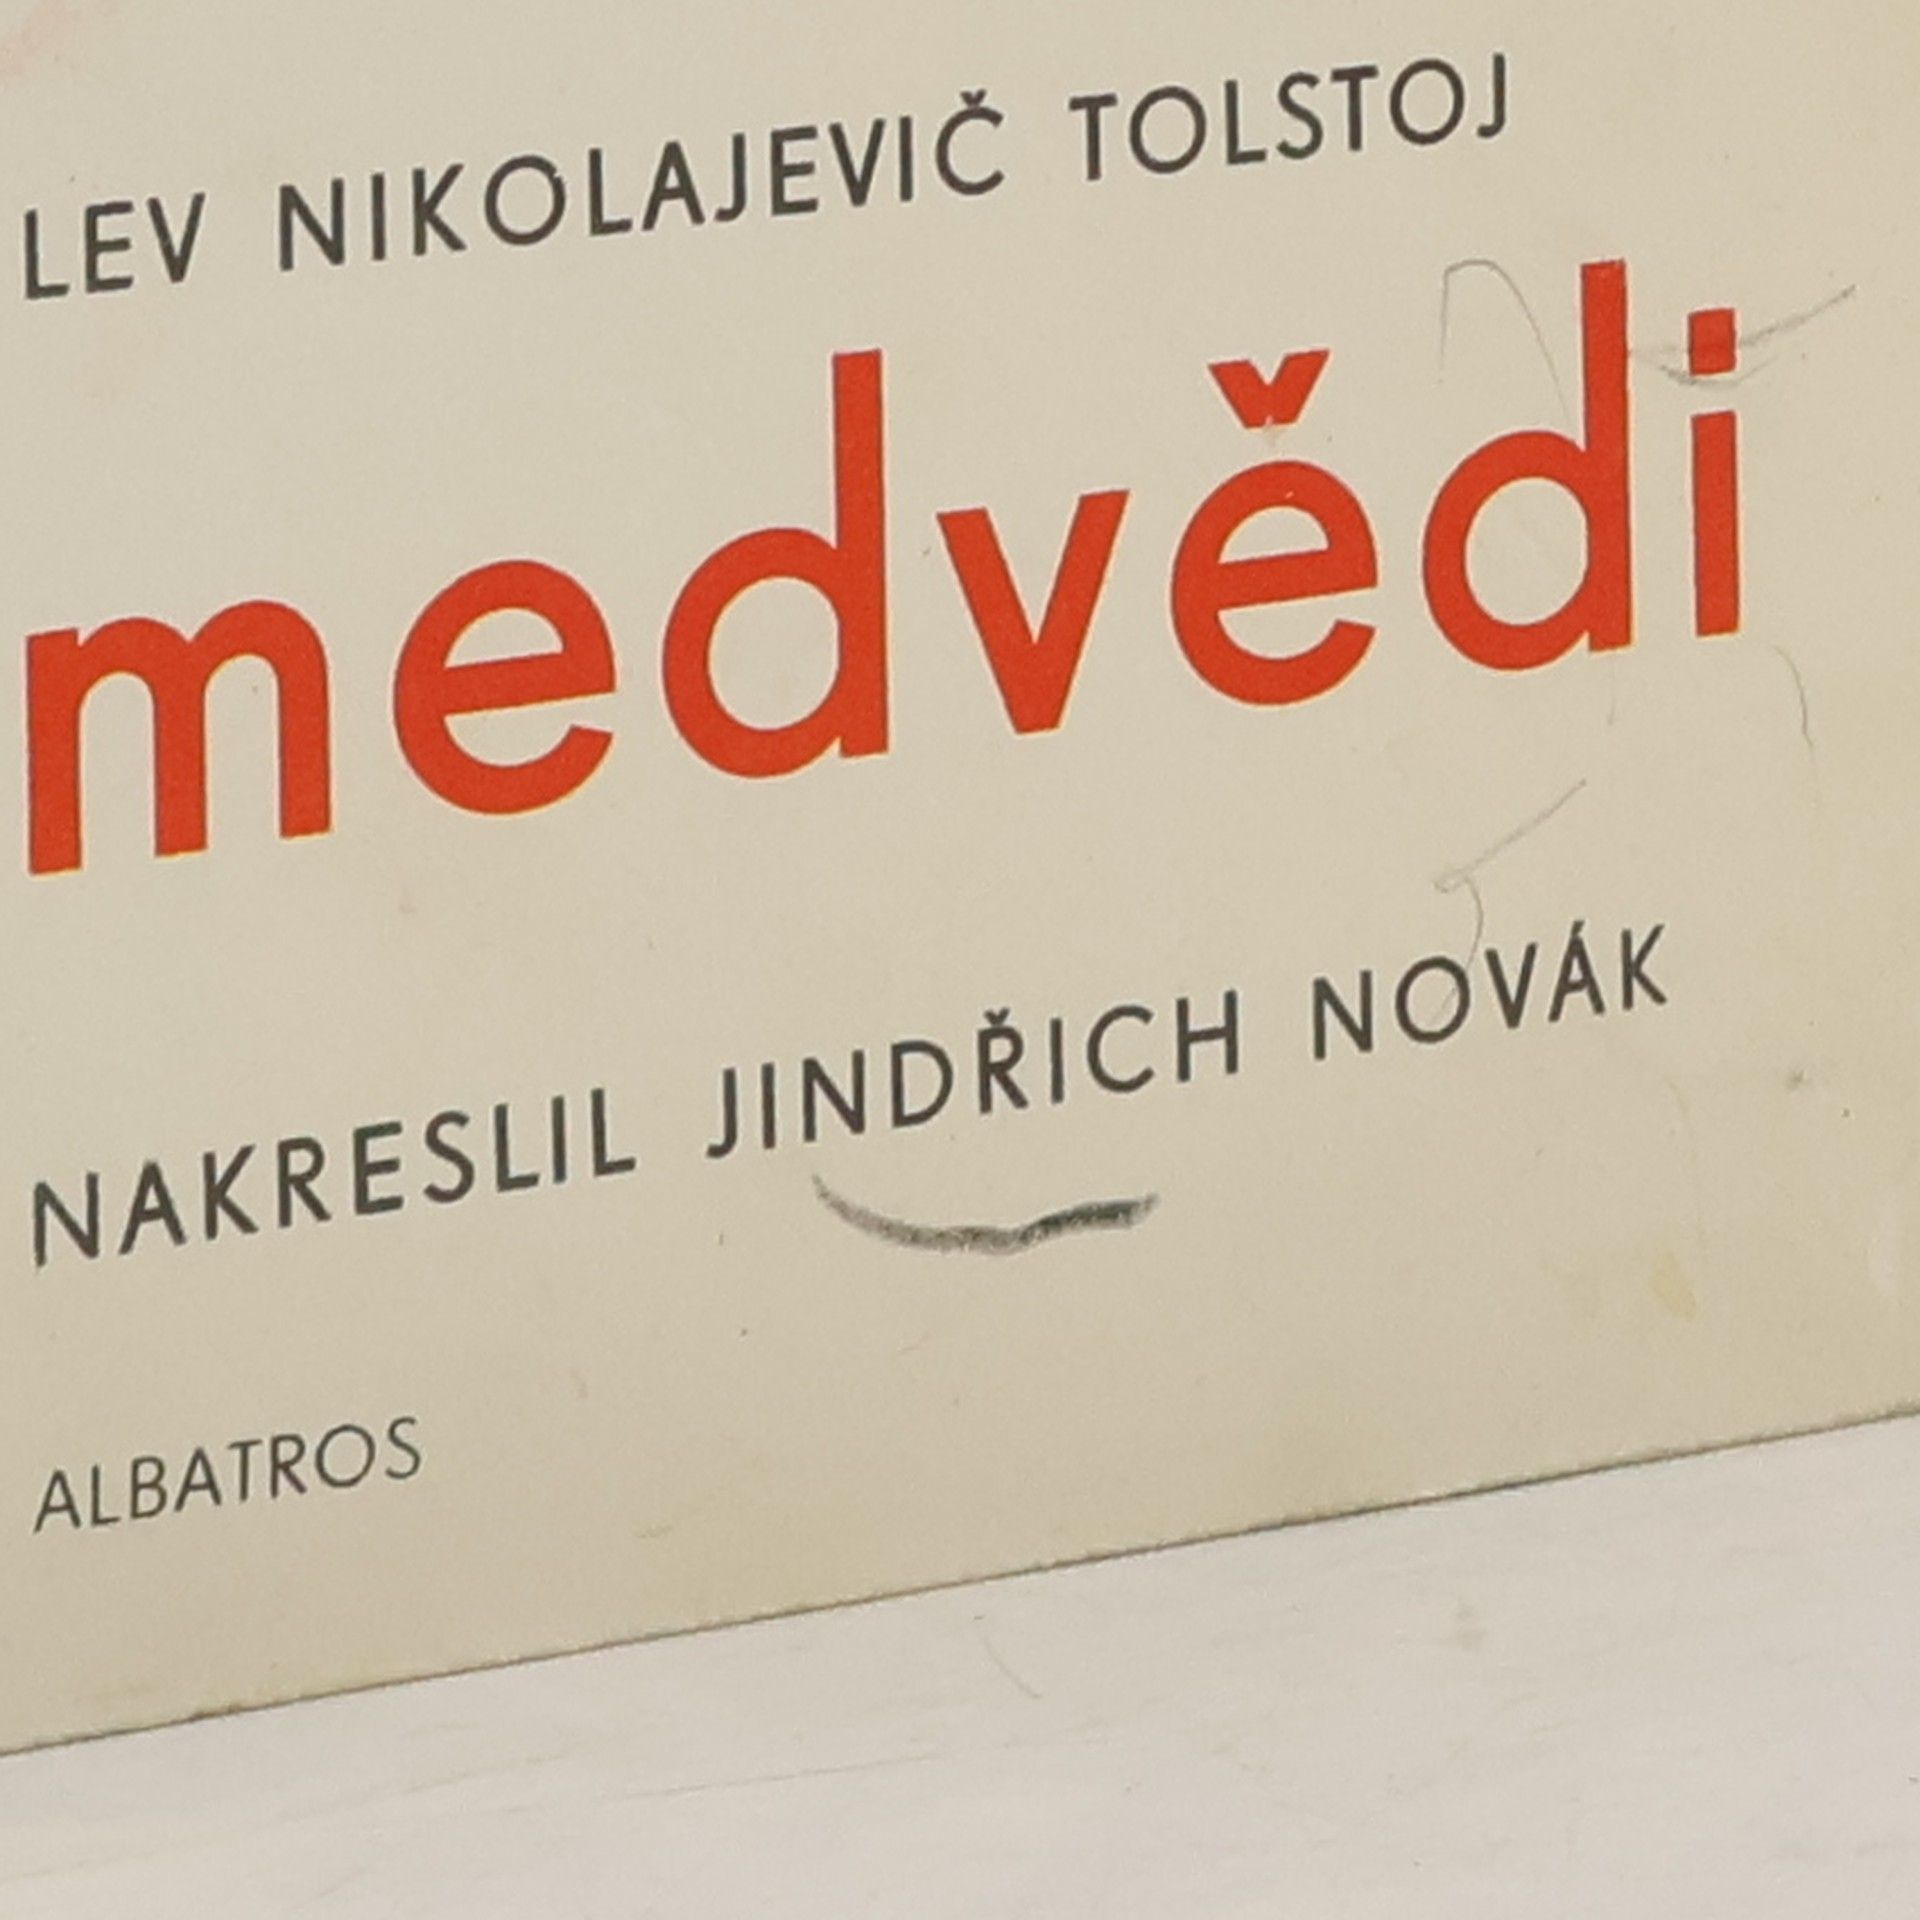 LEV NIKOLAJEVIČ TOLSTOJ
medvědi
NAKRESLIL JINDŘICH NOVÁK
ALBATROS